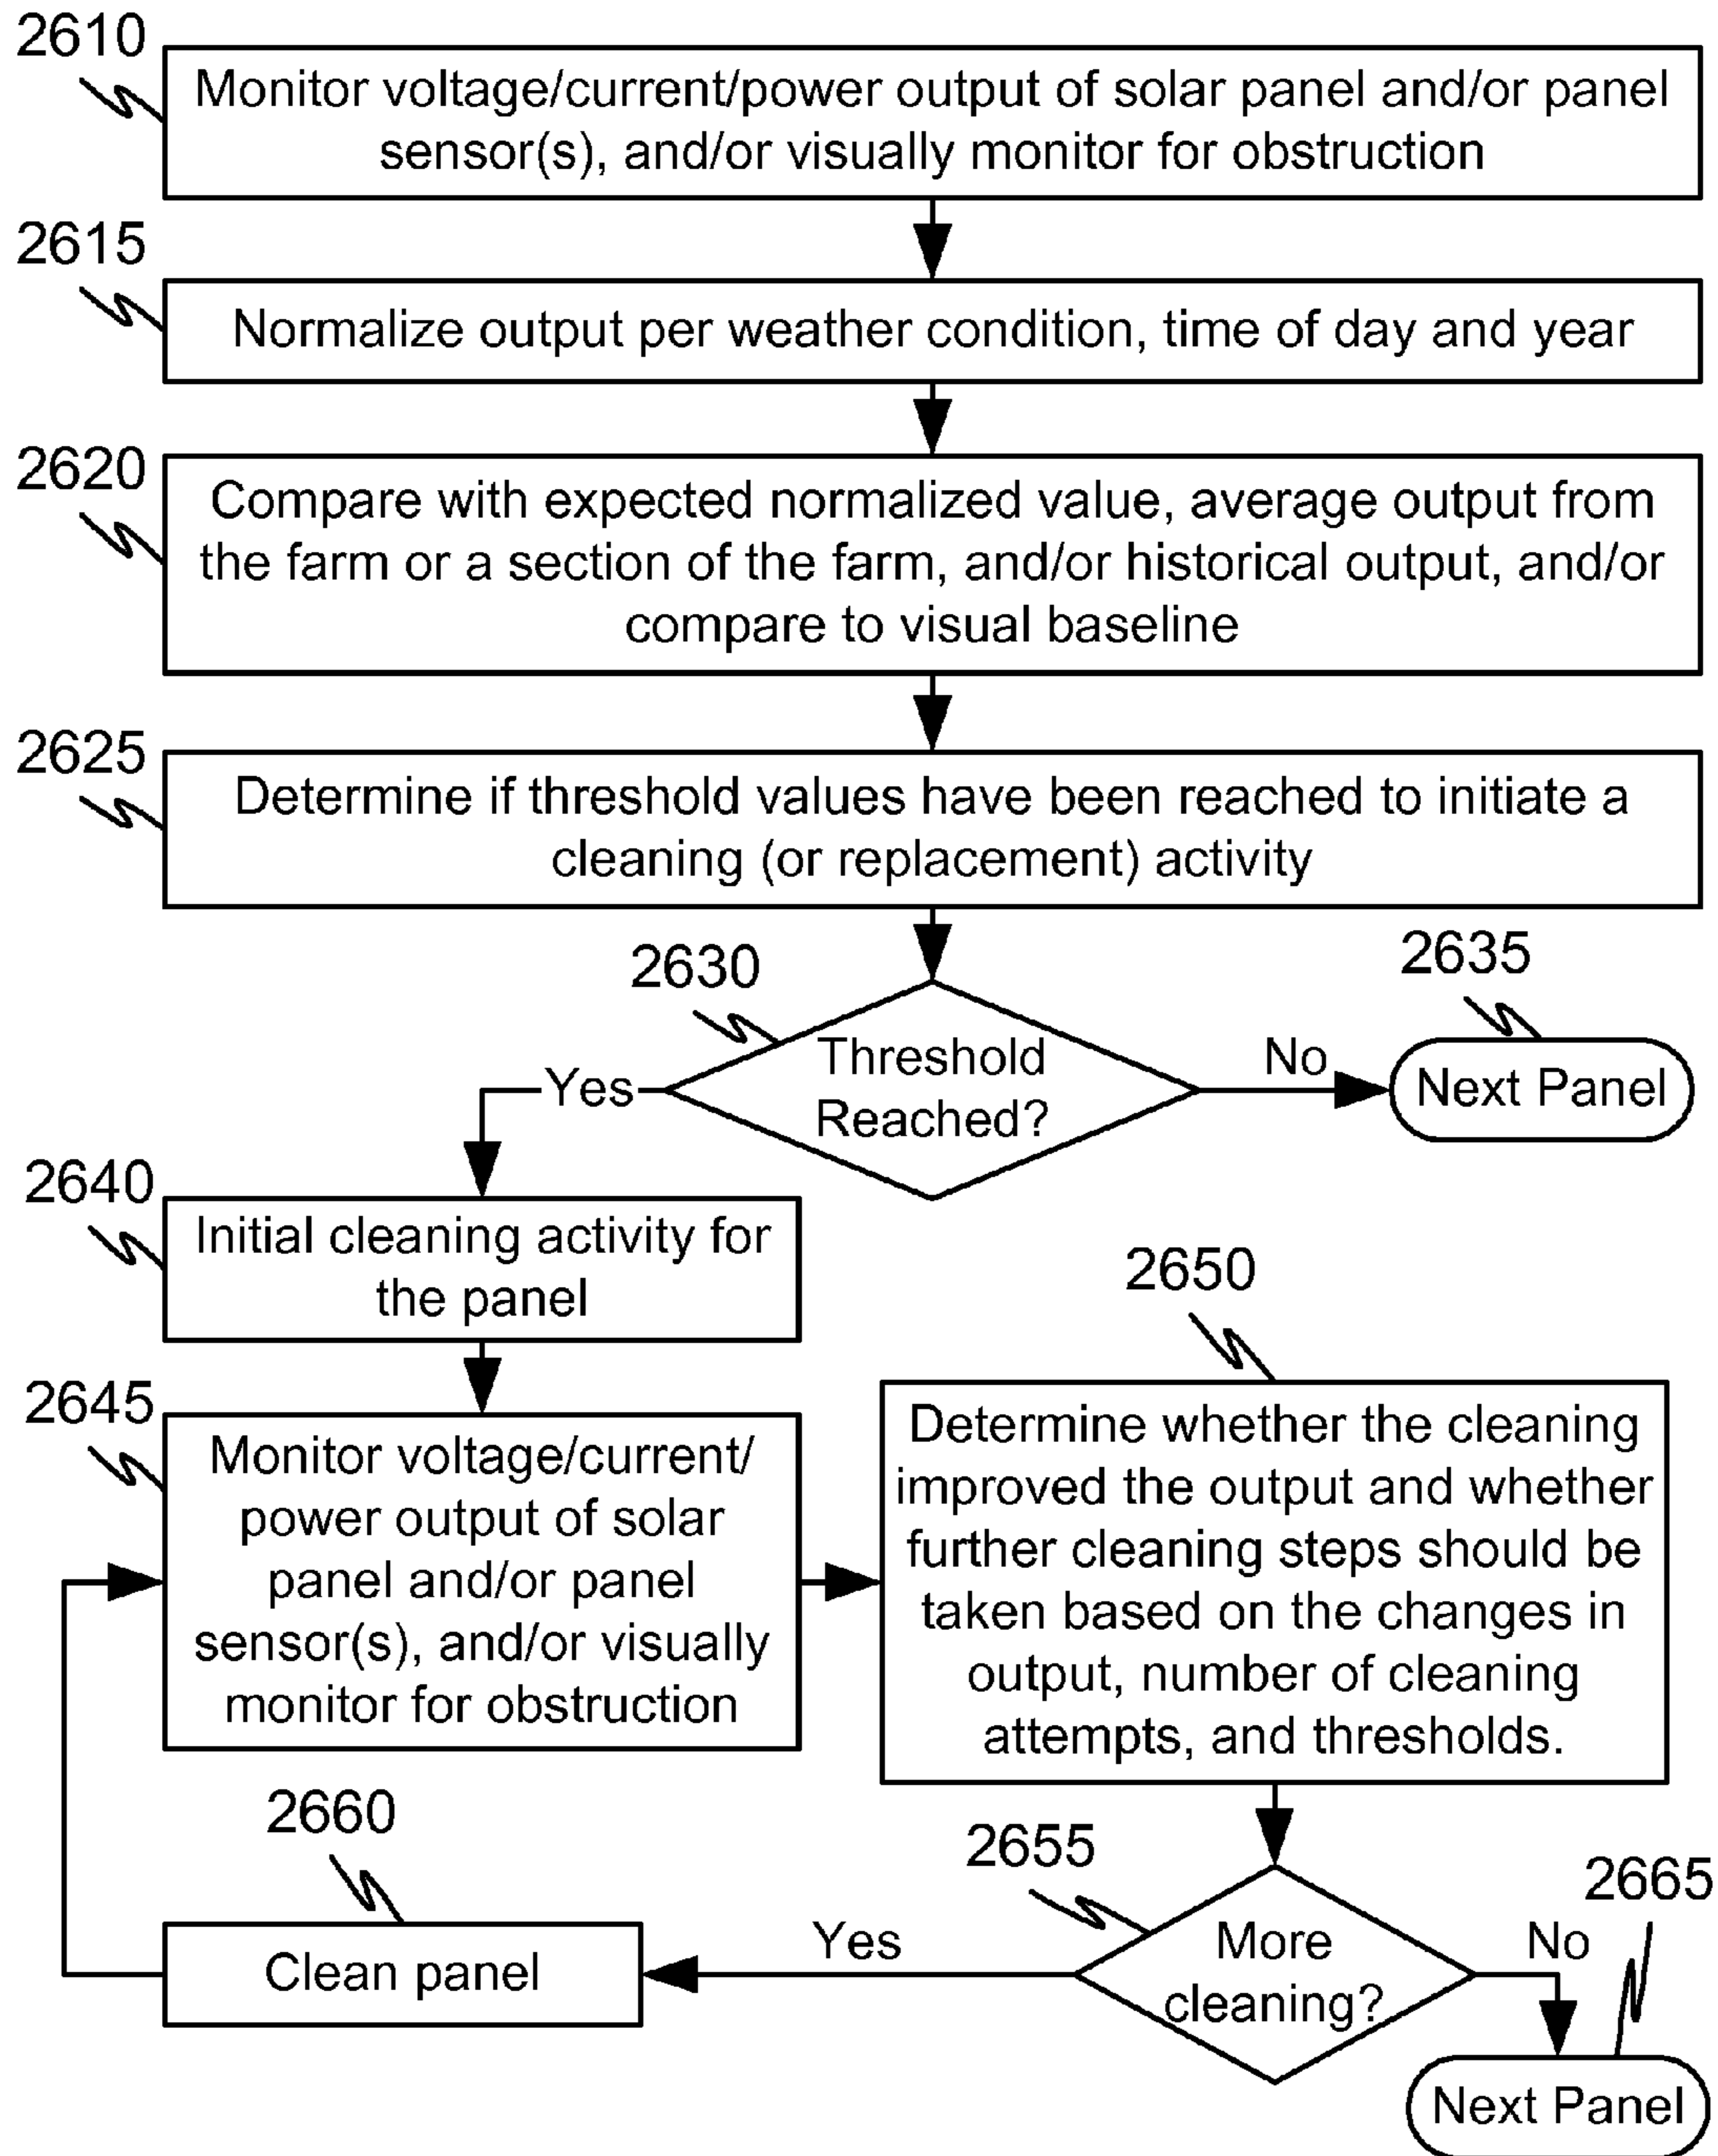 2610
Monitor voltage/current/power output of solar panel and/or panel
sensor(s), and/or visually monitor for obstruction
2615
Normalize output per weather condition, time of day and year
2620
Compare with expected normalized value, average output from
the farm or a section of the farm, and/or historical output, and/or
compare to visual baseline
2625
Determine if threshold values have been reached to initiate a
cleaning (or replacement) activity
2630
Threshold
Reached?
Yes
No
2635
Next Panel
2640
Initial cleaning activity for
the panel
2645
Monitor voltage/current/
power output of solar
panel and/or panel
sensor(s), and/or visually
monitor for obstruction
2650
Determine whether the cleaning
improved the output and whether
further cleaning steps should be
taken based on the changes in
output, number of cleaning
attempts, and thresholds.
2655
More
cleaning?
Yes
No
2660
Clean panel
2665
Next Panel